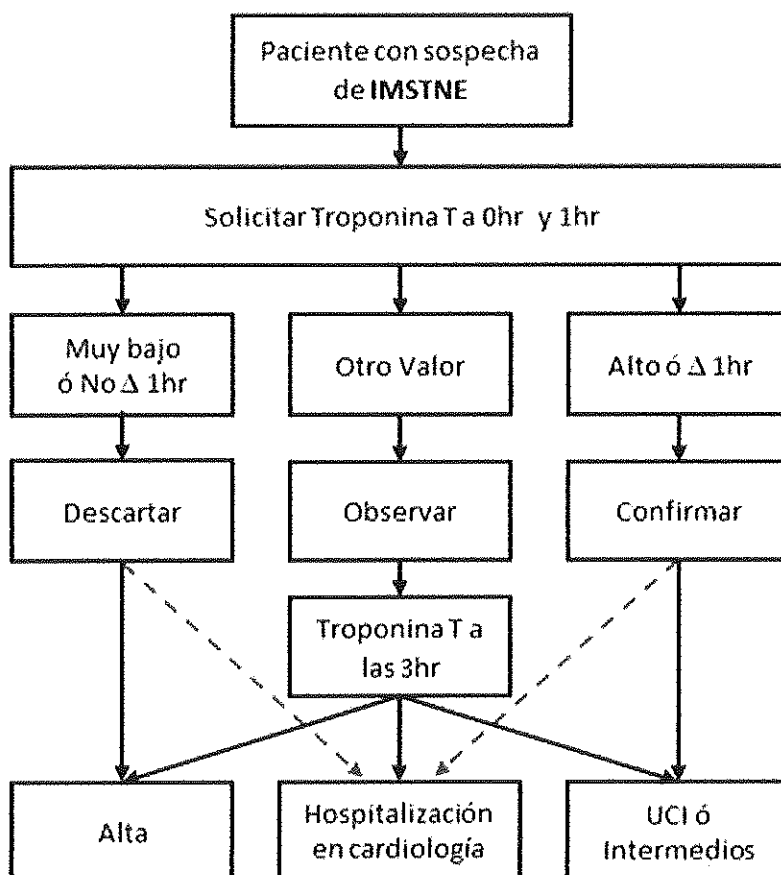 Paciente con sospecha
de IMSTNE
Solicitar Troponina T a 0hr y 1hr
Muy bajo
ó No Δ 1hr
Otro Valor
Alto ó Δ 1hr
Descartar
Observar
Confirmar
Troponina T a
las 3hr
Alta
Hospitalización
en cardiología
UCI ó
Intermedios